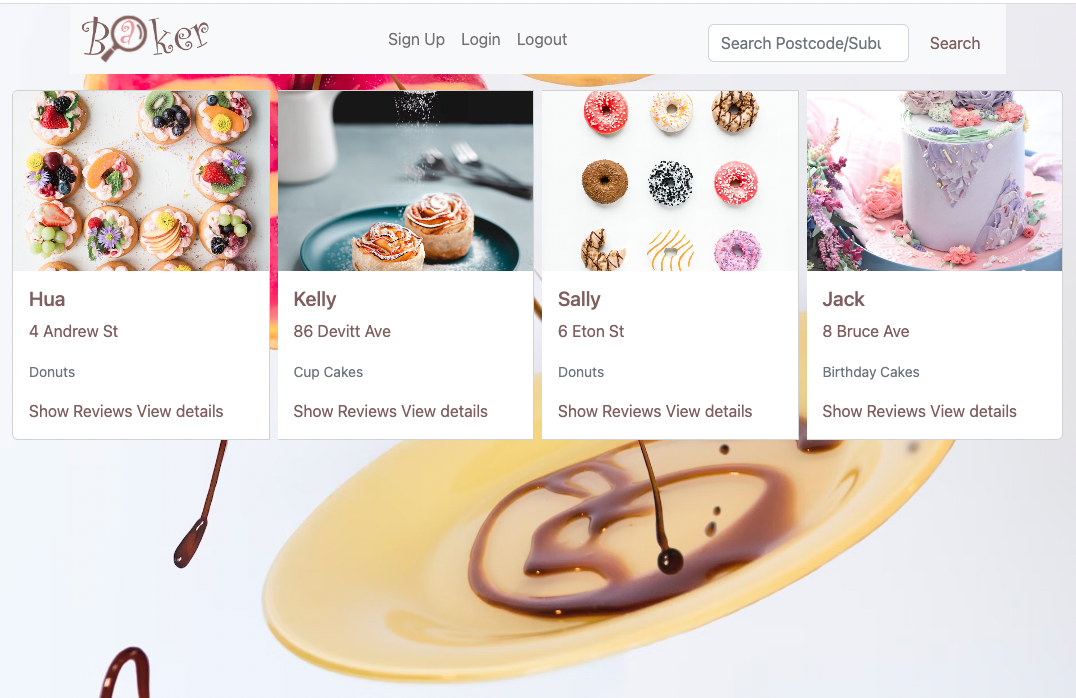 B@ker
Sign Up Login Logout
Search Postcode/Subu
Search
Hua
4 Andrew St
Donuts
Show Reviews View details
Kelly
86 Devitt Ave
Cup Cakes
Show Reviews View details
Sally
6 Eton St
Donuts
Show Reviews View details
Jack
8 Bruce Ave
Birthday Cakes
Show Reviews View details